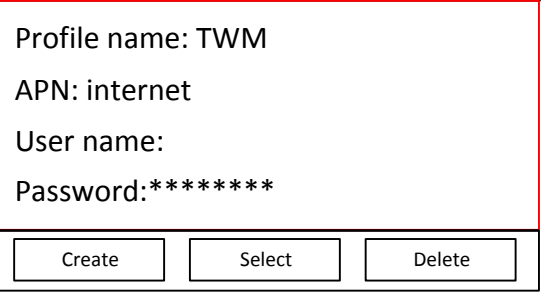 Profile name: TWM
APN: internet
User name:
Password:********
Create Select Delete